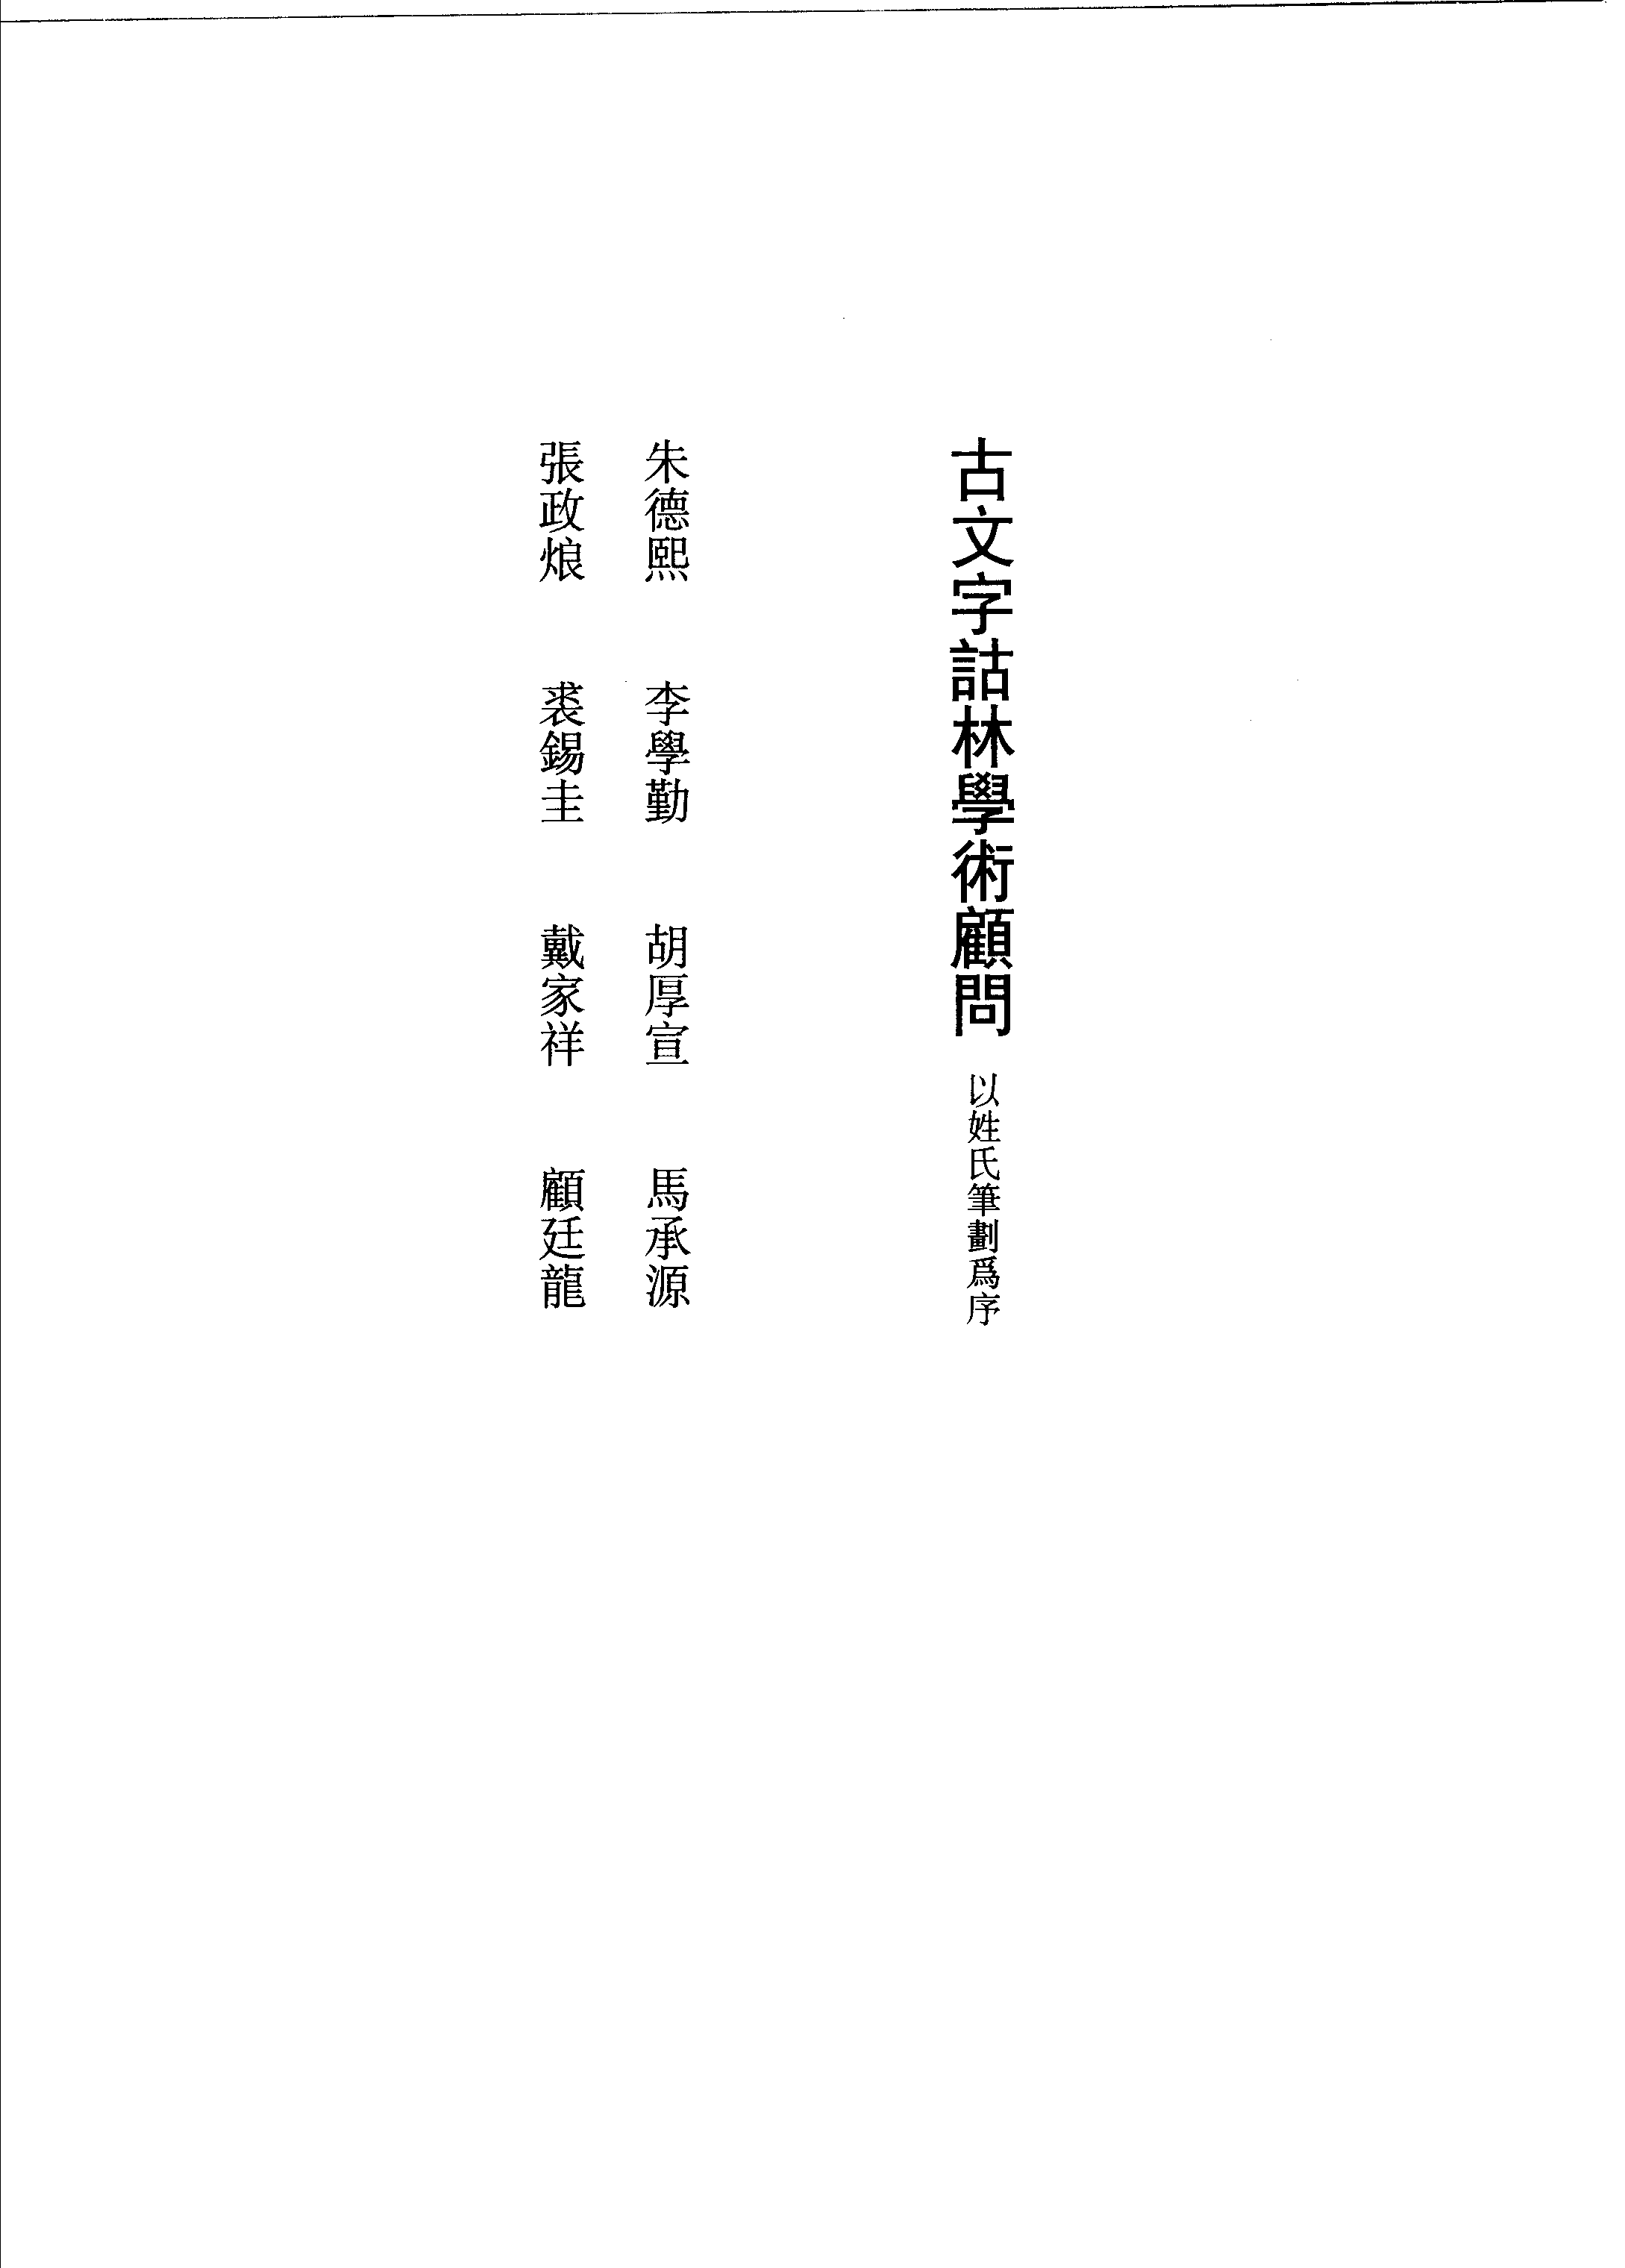 古文字詁林學術顧問 以姓氏筆劃爲序
朱德熙 李學勤 胡厚宣 馬承源
張政烺 裘錫圭 戴家祥 顧廷龍